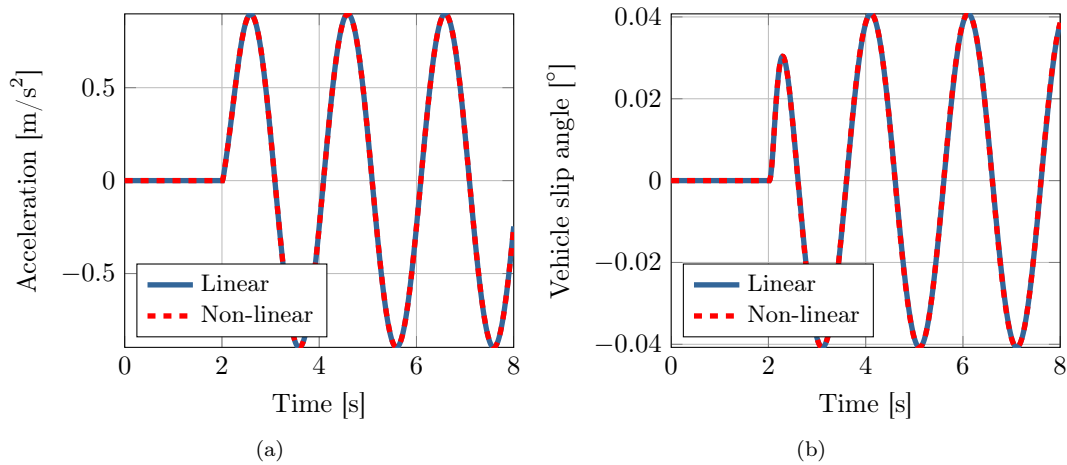 Acceleration [m/s²]
0.5
0
−0.5
0
2
4
6
8
Time [s]
Linear
Non-linear
(a)
Vehicle slip angle [°]
0.04
0.02
0
−0.02
−0.04
0
2
4
6
8
Time [s]
Linear
Non-linear
(b)